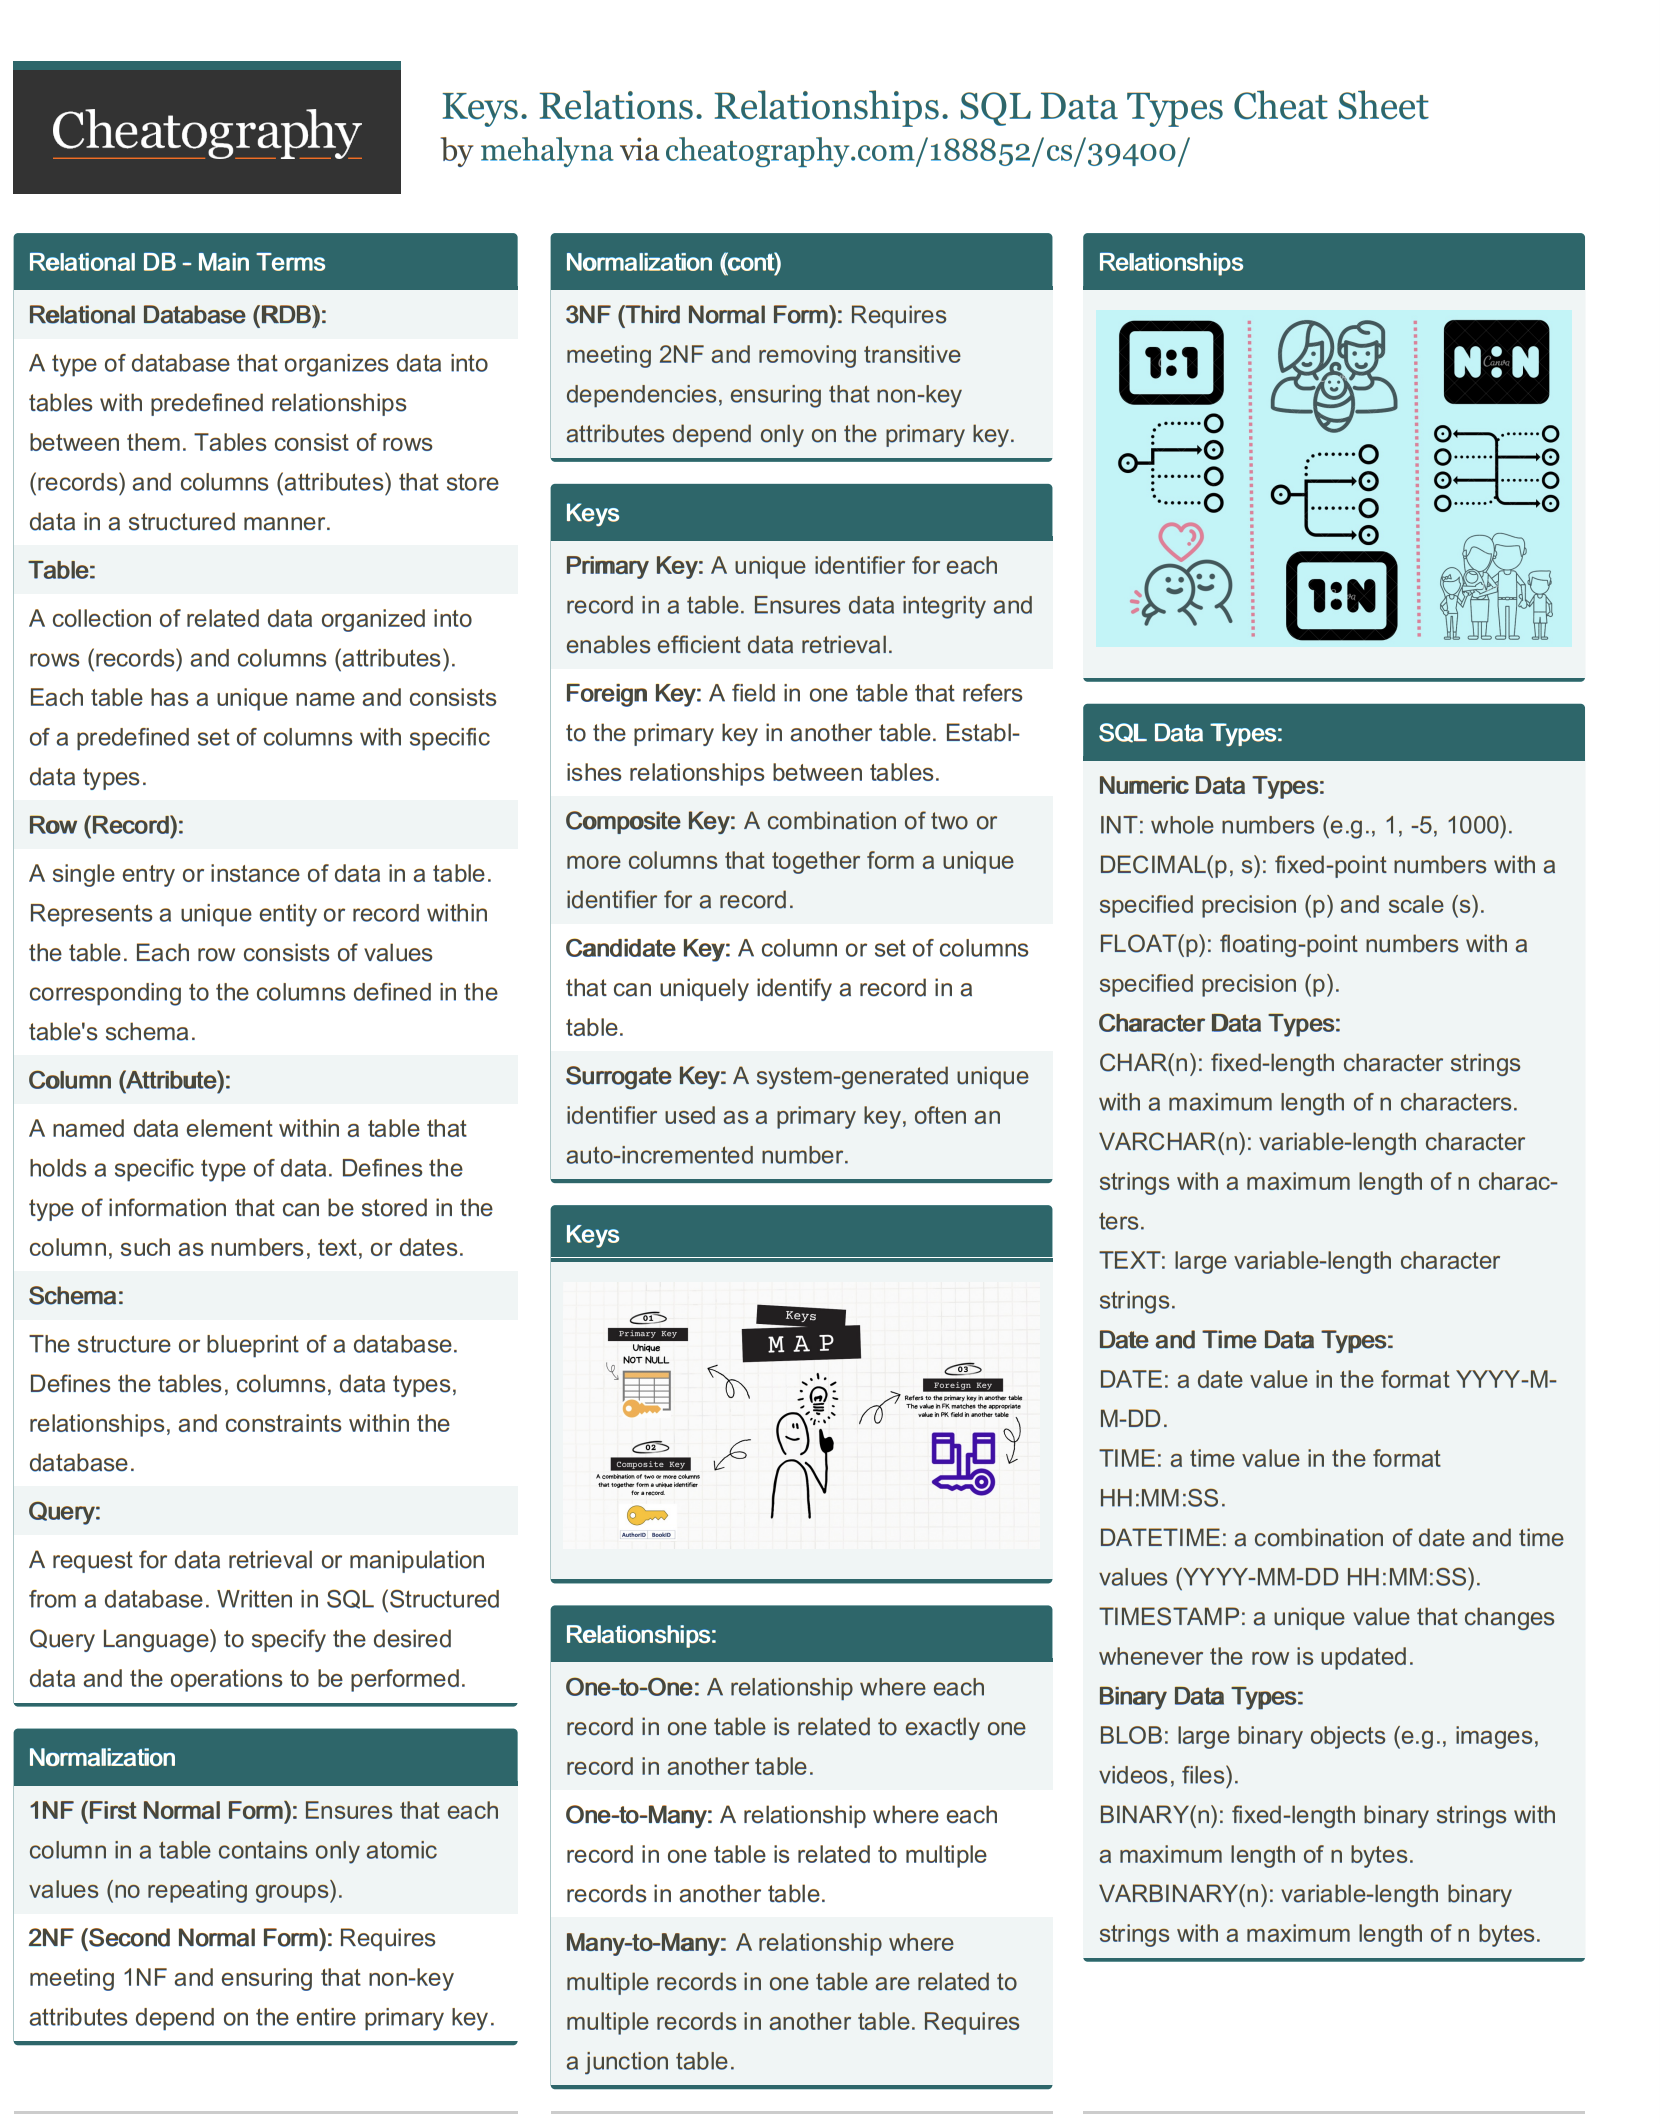 Cheatography
Keys. Relations. Relationships. SQL Data Types Cheat Sheet
by mehalyna via cheatography.com/188852/cs/39400/
Relational DB - Main Terms
Relational Database (RDB):
A type of database that organizes data into
tables with predefined relationships
between them. Tables consist of rows
(records) and columns (attributes) that store
data in a structured manner.
Table:
A collection of related data organized into
rows (records) and columns (attributes).
Each table has a unique name and consists
of a predefined set of columns with specific
data types.
Row (Record):
A single entry or instance of data in a table.
Represents a unique entity or record within
the table. Each row consists of values
corresponding to the columns defined in the
table's schema.
Column (Attribute):
A named data element within a table that
holds a specific type of data. Defines the
type of information that can be stored in the
column, such as numbers, text, or dates.
Schema:
The structure or blueprint of a database.
Defines the tables, columns, data types,
relationships, and constraints within the
database.
Query:
A request for data retrieval or manipulation
from a database. Written in SQL (Structured
Query Language) to specify the desired
data and the operations to be performed.
Normalization
1NF (First Normal Form): Ensures that each
column in a table contains only atomic
values (no repeating groups).
2NF (Second Normal Form): Requires
meeting 1NF and ensuring that non-key
attributes depend on the entire primary key.
Normalization (cont)
3NF (Third Normal Form): Requires
meeting 2NF and removing transitive
dependencies, ensuring that non-key
attributes depend only on the primary key.
Keys
Primary Key: A unique identifier for each
record in a table. Ensures data integrity and
enables efficient data retrieval.
Foreign Key: A field in one table that refers
to the primary key in another table. Establ-
ishes relationships between tables.
Composite Key: A combination of two or
more columns that together form a unique
identifier for a record.
Candidate Key: A column or set of columns
that can uniquely identify a record in a
table.
Surrogate Key: A system-generated unique
identifier used as a primary key, often an
auto-incremented number.
Keys
Keys
MAP
01
Primary Key
Unique
NOT NULL
02
Composite Key
A combination of two or more columns
that together form a unique identifier
for a record.
AuthorID BookID
03
Foreign Key
Refers to the primary key in another table
The value in FK matches the appropriate
value in PK field in another table
Relationships:
One-to-One: A relationship where each
record in one table is related to exactly one
record in another table.
One-to-Many: A relationship where each
record in one table is related to multiple
records in another table.
Many-to-Many: A relationship where
multiple records in one table are related to
multiple records in another table. Requires
a junction table.
Relationships
1:1
N:N
Canva
1:N
SQL Data Types:
Numeric Data Types:
INT: whole numbers (e.g., 1, -5, 1000).
DECIMAL(p, s): fixed-point numbers with a
specified precision (p) and scale (s).
FLOAT(p): floating-point numbers with a
specified precision (p).
Character Data Types:
CHAR(n): fixed-length character strings
with a maximum length of n characters.
VARCHAR(n): variable-length character
strings with a maximum length of n charac-
ters.
TEXT: large variable-length character
strings.
Date and Time Data Types:
DATE: a date value in the format YYYY-M-
M-DD.
TIME: a time value in the format
HH:MM:SS.
DATETIME: a combination of date and time
values (YYYY-MM-DD HH:MM:SS).
TIMESTAMP: a unique value that changes
whenever the row is updated.
Binary Data Types:
BLOB: large binary objects (e.g., images,
videos, files).
BINARY(n): fixed-length binary strings with
a maximum length of n bytes.
VARBINARY(n): variable-length binary
strings with a maximum length of n bytes.